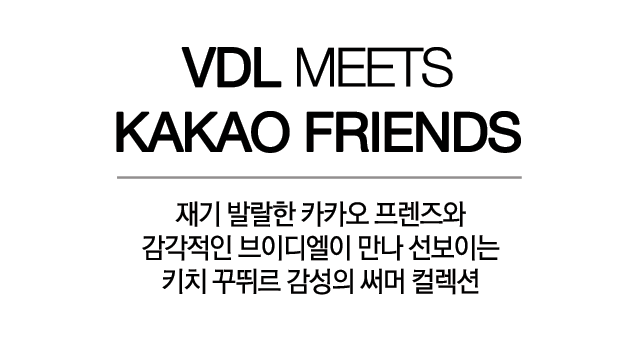 VDL MEETS
KAKAO FRIENDS
재기 발랄한 카카오 프렌즈와
감각적인 브이디엘이 만나 선보이는
키치 꾸뛰르 감성의 써머 컬렉션